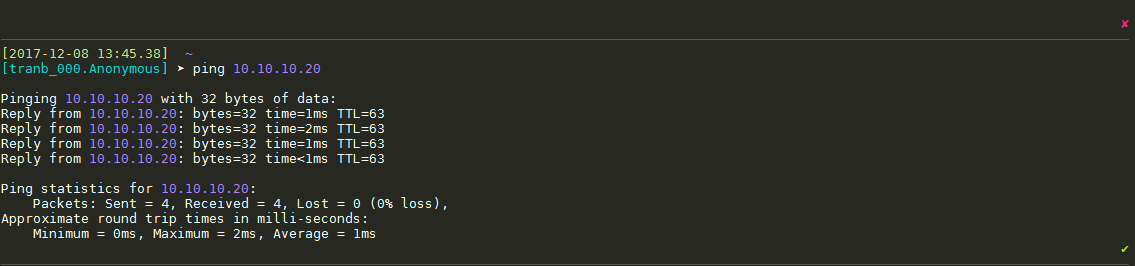 ✘
[2017-12-08 13:45.38]  ~
[tranb_000.Anonymous] ➤ ping 10.10.10.20
Pinging 10.10.10.20 with 32 bytes of data:
Reply from 10.10.10.20: bytes=32 time=1ms TTL=63
Reply from 10.10.10.20: bytes=32 time=2ms TTL=63
Reply from 10.10.10.20: bytes=32 time=1ms TTL=63
Reply from 10.10.10.20: bytes=32 time<1ms TTL=63
Ping statistics for 10.10.10.20:
    Packets: Sent = 4, Received = 4, Lost = 0 (0% loss),
Approximate round trip times in milli-seconds:
    Minimum = 0ms, Maximum = 2ms, Average = 1ms
✔